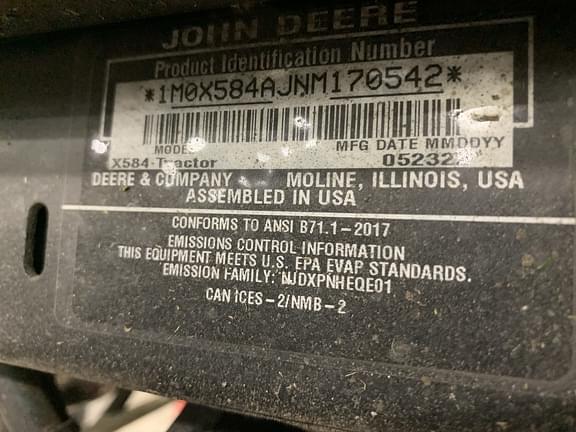 JOHN DEERE
Product Identification Number
*1M0X584AJNM170542*
MODEL MFG DATE MMDDYY
X584 Tractor
DEERE & COMPANY MOLINE, ILLINOIS, USA
ASSEMBLED IN USA
CONFORMS TO ANSI B71.1-2017
EMISSIONS CONTROL INFORMATION
THIS EQUIPMENT MEETS U.S. EPA EVAP STANDARDS.
EMISSION FAMILY: NJDXPNHEQE01
CAN ICES-2/NMB-2